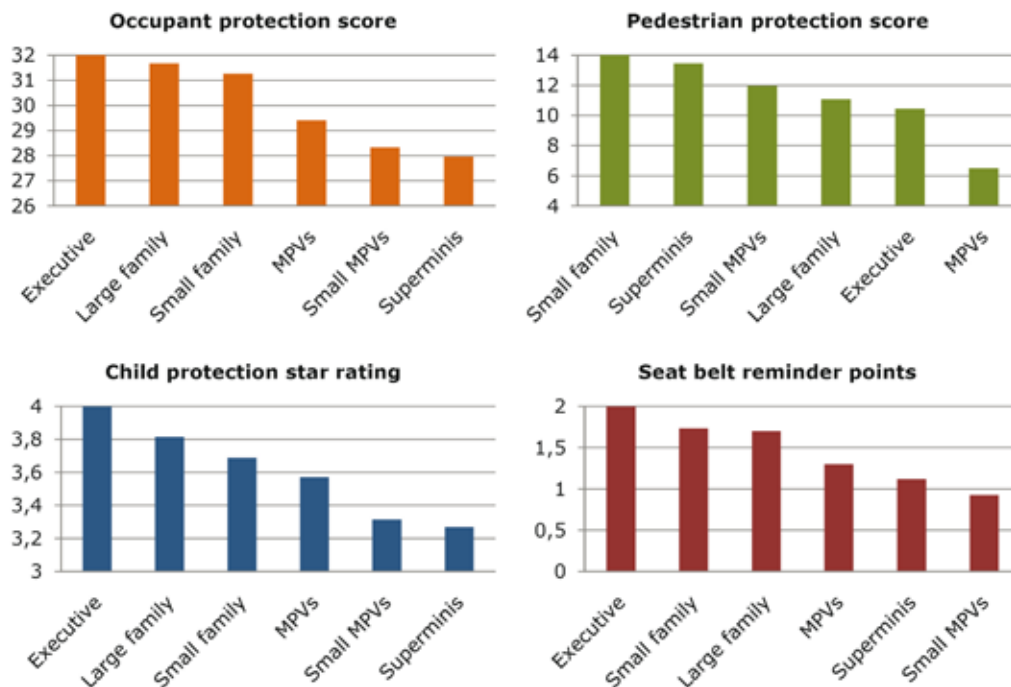 Occupant protection score
32
31
30
29
28
27
26
Executive
Large family
Small family
MPVs
Small MPVs
Superminis
Pedestrian protection score
14
12
10
8
6
4
Small family
Superminis
Small MPVs
Large family
Executive
MPVs
Child protection star rating
4
3,8
3,6
3,4
3,2
3
Executive
Large family
Small family
MPVs
Small MPVs
Superminis
Seat belt reminder points
2
1,5
1
0,5
0
Executive
Small family
Large family
MPVs
Superminis
Small MPVs